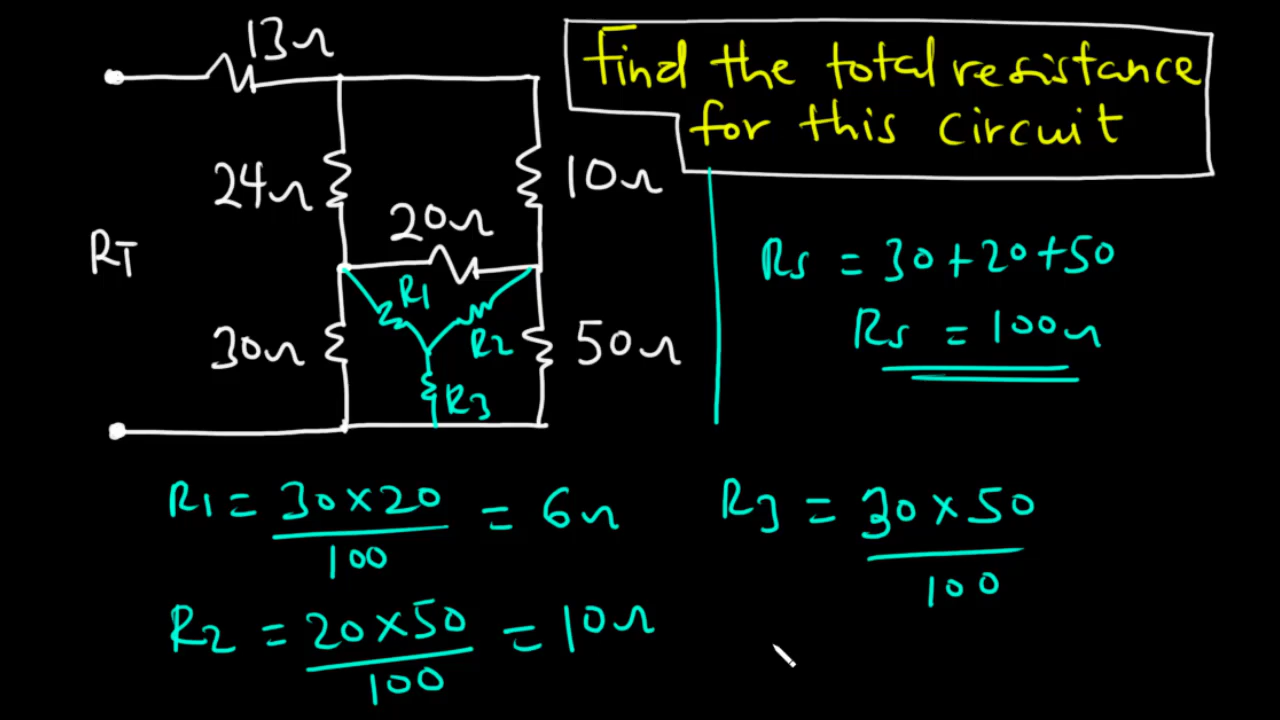 13Ω
Find the total resistance
for this circuit
24Ω
10Ω
20Ω
RT
R1
R2
30Ω
50Ω
R3
Rs = 30+20+50
Rs = 100Ω
R1 = 30×20 / 100 = 6Ω
R2 = 20×50 / 100 = 10Ω
R3 = 30×50 / 100